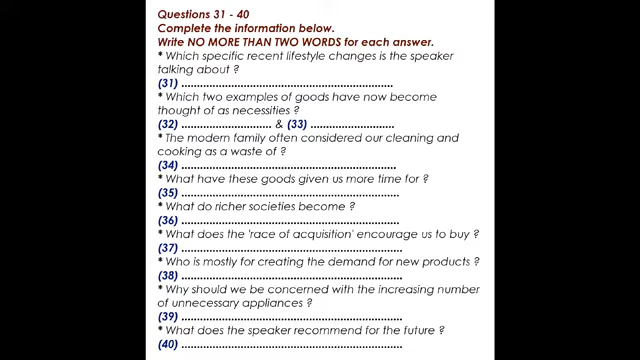 Questions 31 - 40
Complete the information below.
Write NO MORE THAN TWO WORDS for each answer.
* Which specific recent lifestyle changes is the speaker
talking about ?
(31) ....................................................................
* Which two examples of goods have now become
thought of as necessities ?
(32) ............................. & (33) ...........................
* The modern family often considered our cleaning and
cooking as a waste of ?
(34) .....................................................................
* What have these goods given us more time for ?
(35) ......................................................................
* What do richer societies become ?
(36) ......................................................................
* What does the 'race of acquisition' encourage us to buy ?
(37) .......................................................................
* Who is mostly for creating the demand for new products ?
(38) .......................................................................
* Why should we be concerned with the increasing number
of unnecessary appliances ?
(39) .......................................................................
* What does the speaker recommend for the future ?
(40) .......................................................................